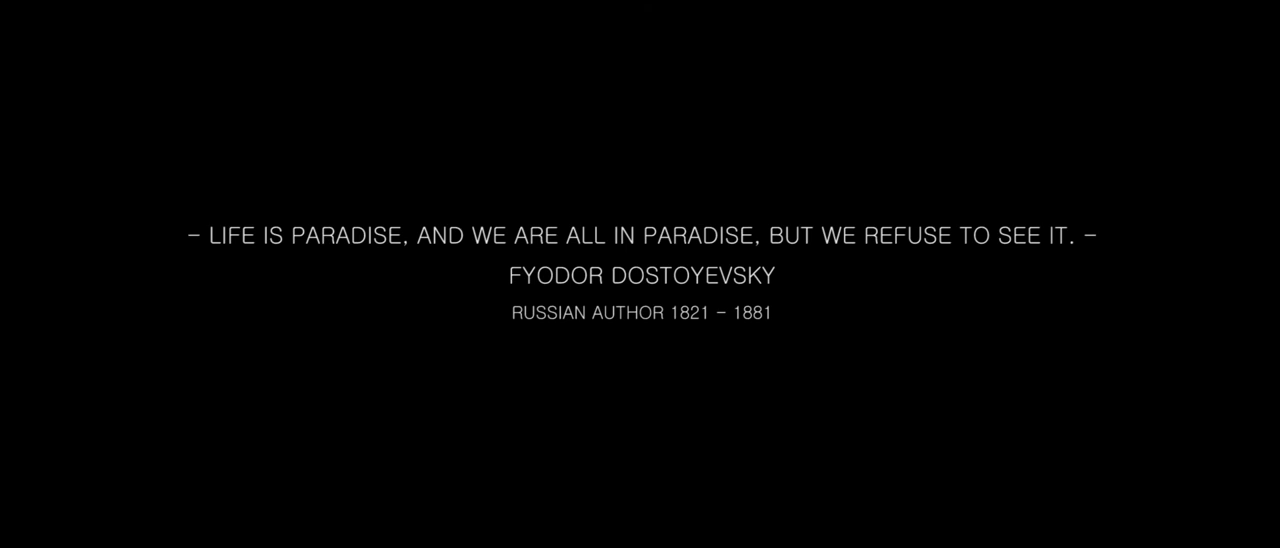 – LIFE IS PARADISE, AND WE ARE ALL IN PARADISE, BUT WE REFUSE TO SEE IT. –
FYODOR DOSTOYEVSKY
RUSSIAN AUTHOR 1821 – 1881